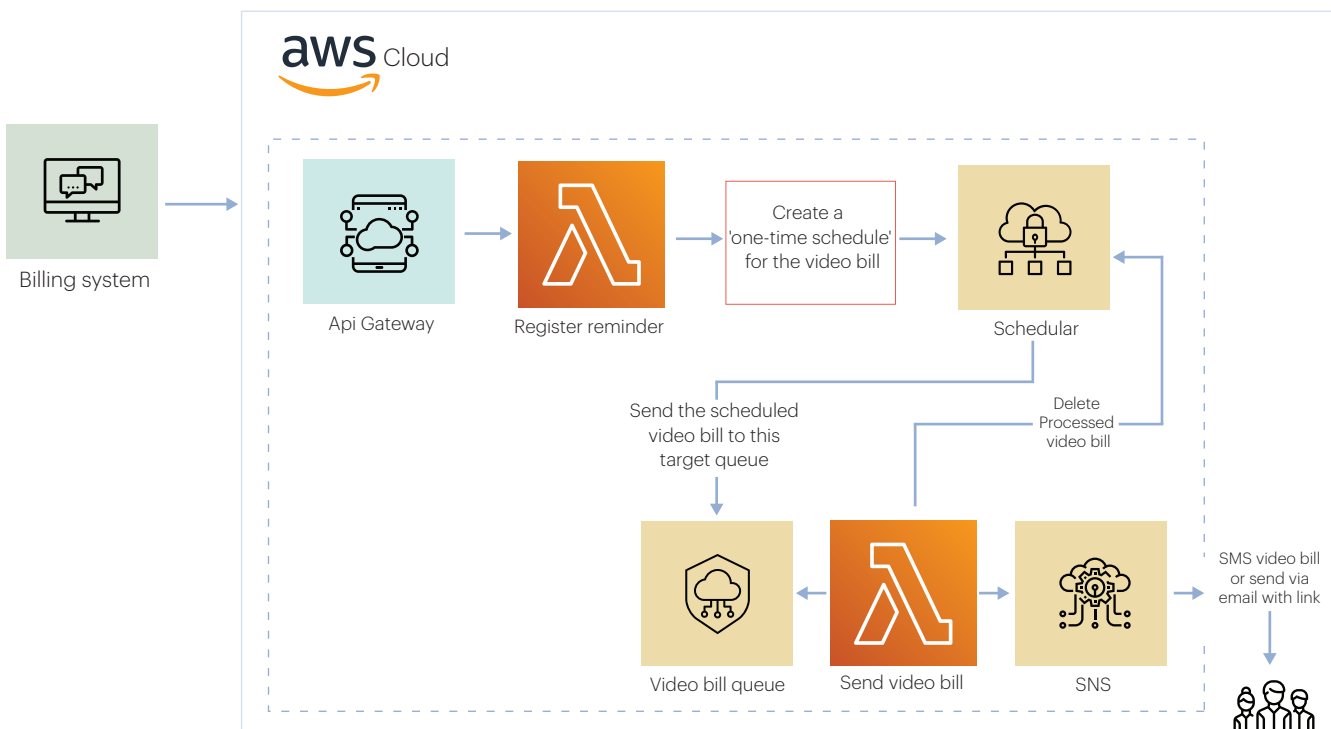 aws Cloud
Billing system
Api Gateway
Register reminder
Create a
'one-time schedule'
for the video bill
Schedular
Send the scheduled
video bill to this
target queue
Delete
Processed
video bill
Video bill queue
Send video bill
SNS
SMS video bill
or send via
email with link